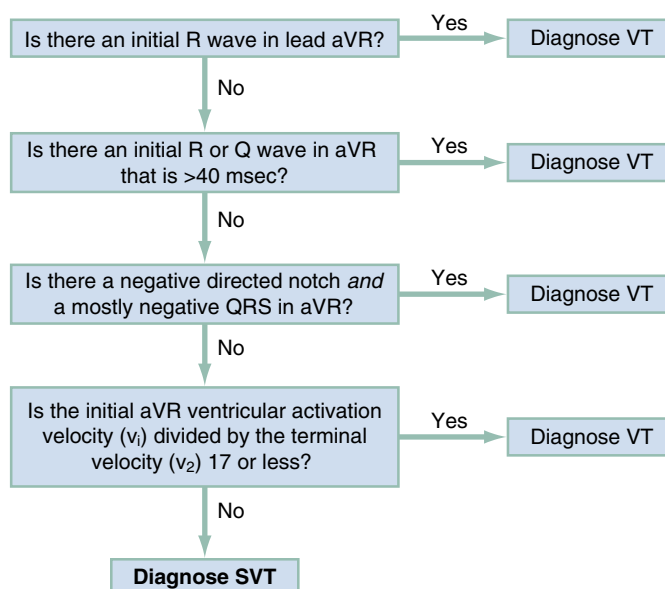 Is there an initial R wave in lead aVR?
Yes
Diagnose VT
No
Is there an initial R or Q wave in aVR
that is >40 msec?
Yes
Diagnose VT
No
Is there a negative directed notch and
a mostly negative QRS in aVR?
Yes
Diagnose VT
No
Is the initial aVR ventricular activation
velocity (vᵢ) divided by the terminal
velocity (v₂) 17 or less?
Yes
Diagnose VT
No
Diagnose SVT